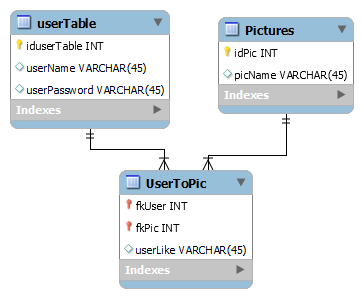 userTable
iduserTable INT
userName VARCHAR(45)
userPassword VARCHAR(45)
Indexes
Pictures
idPic INT
picName VARCHAR(45)
Indexes
UserToPic
fkUser INT
fkPic INT
userLike VARCHAR(45)
Indexes